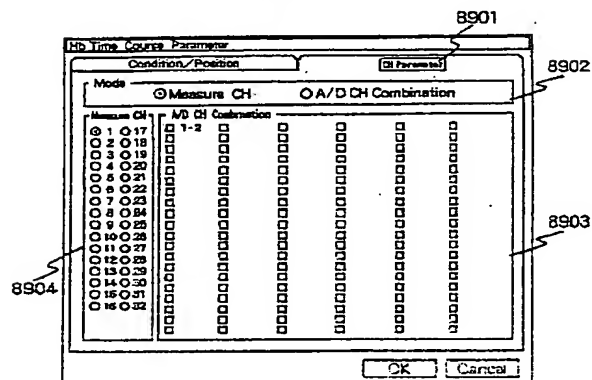 8901
Hb Time Course Parameter
Condition/Position
CH Parameter
8902
Mode
Measure CH
A/D CH Combination
Measure CH
A/D CH Combination
1 17
1-2
2 18
3 19
4 20
5 21
6 22
7 23
8 24
9 25
10 26
11 27
12 28
13 29
14 30
15 31
16 32
8903
8904
OK
Cancel